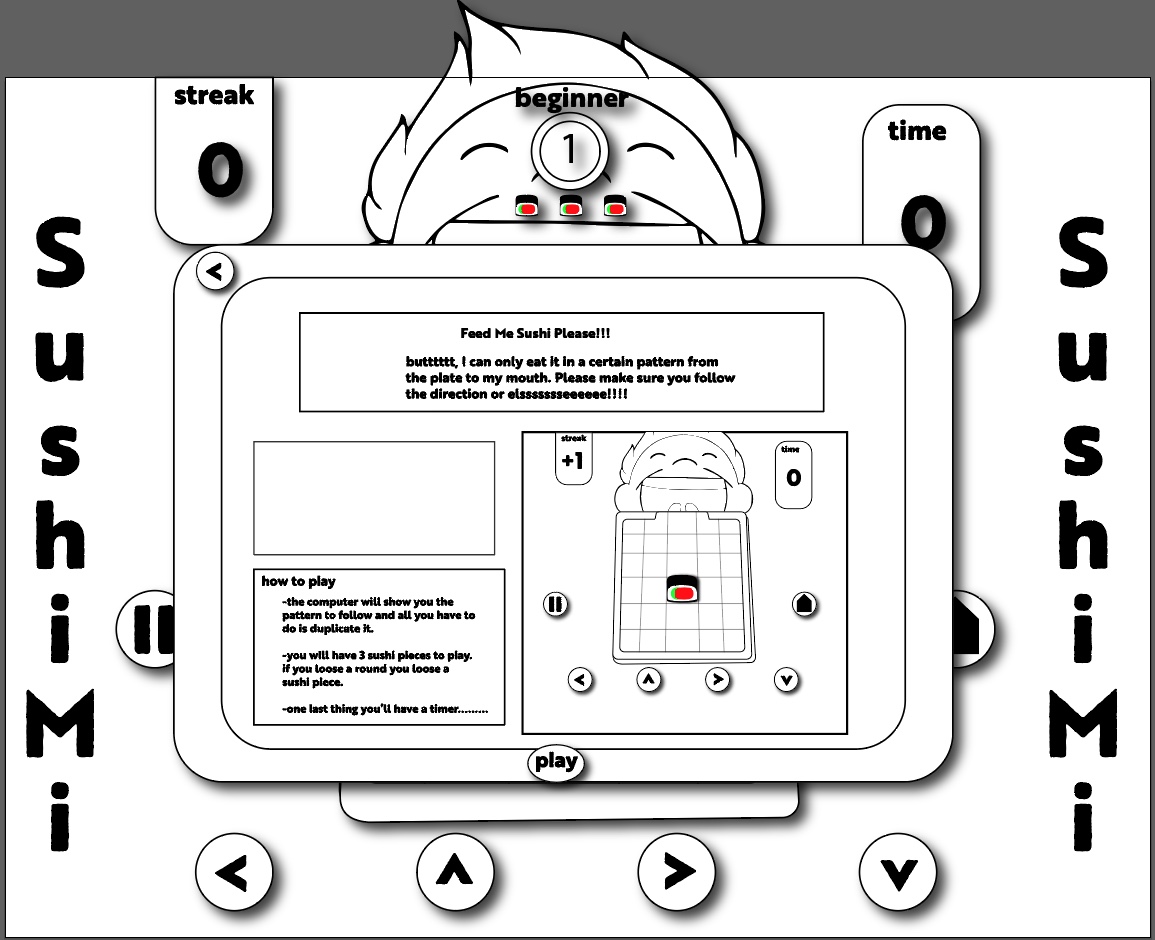 streak
0
beginner
1
time
0
S
u
s
h
i
M
i
S
u
s
h
i
M
i
<
Feed Me Sushi Please!!!
butttttt, I can only eat it in a certain pattern from
the plate to my mouth. Please make sure you follow
the direction or elssssssseeeeee!!!!
streak
+1
time
0
< ^ > v
how to play
-the computer will show you the
pattern to follow and all you have to
do is duplicate it.
-you will have 3 sushi pieces to play.
if you loose a round you loose a
sushi piece.
-one last thing you'll have a timer.........
play
< ^ > v